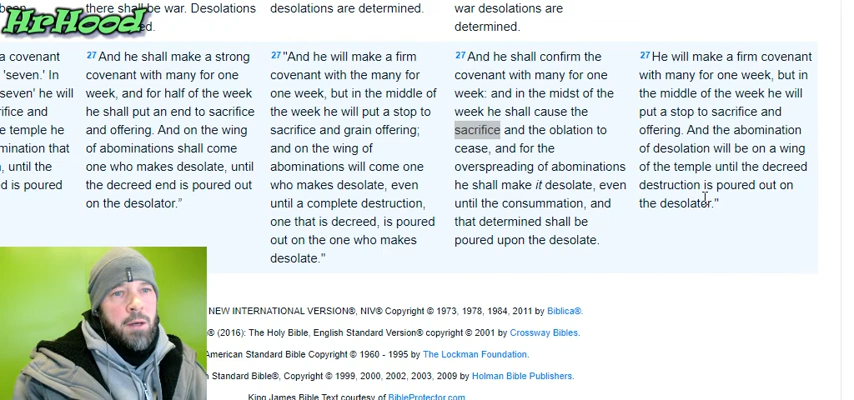 HrHood
there shall be war. Desolations
desolations are determined.
war desolations are
determined.
a covenant
'seven.' In
seven' he will
rifice and
e temple he
mination that
, until the
d is poured
27 And he shall make a strong
covenant with many for one
week, and for half of the week
he shall put an end to sacrifice
and offering. And on the wing
of abominations shall come
one who makes desolate, until
the decreed end is poured out
on the desolator.”
27 "And he will make a firm
covenant with the many for
one week, but in the middle of
the week he will put a stop to
sacrifice and grain offering;
and on the wing of
abominations will come one
who makes desolate, even
until a complete destruction,
one that is decreed, is poured
out on the one who makes
desolate."
27 And he shall confirm the
covenant with many for one
week: and in the midst of the
week he shall cause the
sacrifice and the oblation to
cease, and for the
overspreading of abominations
he shall make it desolate, even
until the consummation, and
that determined shall be
poured upon the desolate.
27 He will make a firm covenant
with many for one week, but in
the middle of the week he will
put a stop to sacrifice and
offering. And the abomination
of desolation will be on a wing
of the temple until the decreed
destruction is poured out on
the desolator."
NEW INTERNATIONAL VERSION®, NIV® Copyright © 1973, 1978, 1984, 2011 by Biblica®.
® (2016): The Holy Bible, English Standard Version® copyright © 2001 by Crossway Bibles.
American Standard Bible Copyright © 1960 - 1995 by The Lockman Foundation.
n Standard Bible®, Copyright © 1999, 2000, 2002, 2003, 2009 by Holman Bible Publishers.
King James Bible Text courtesy of BibleProtector.com